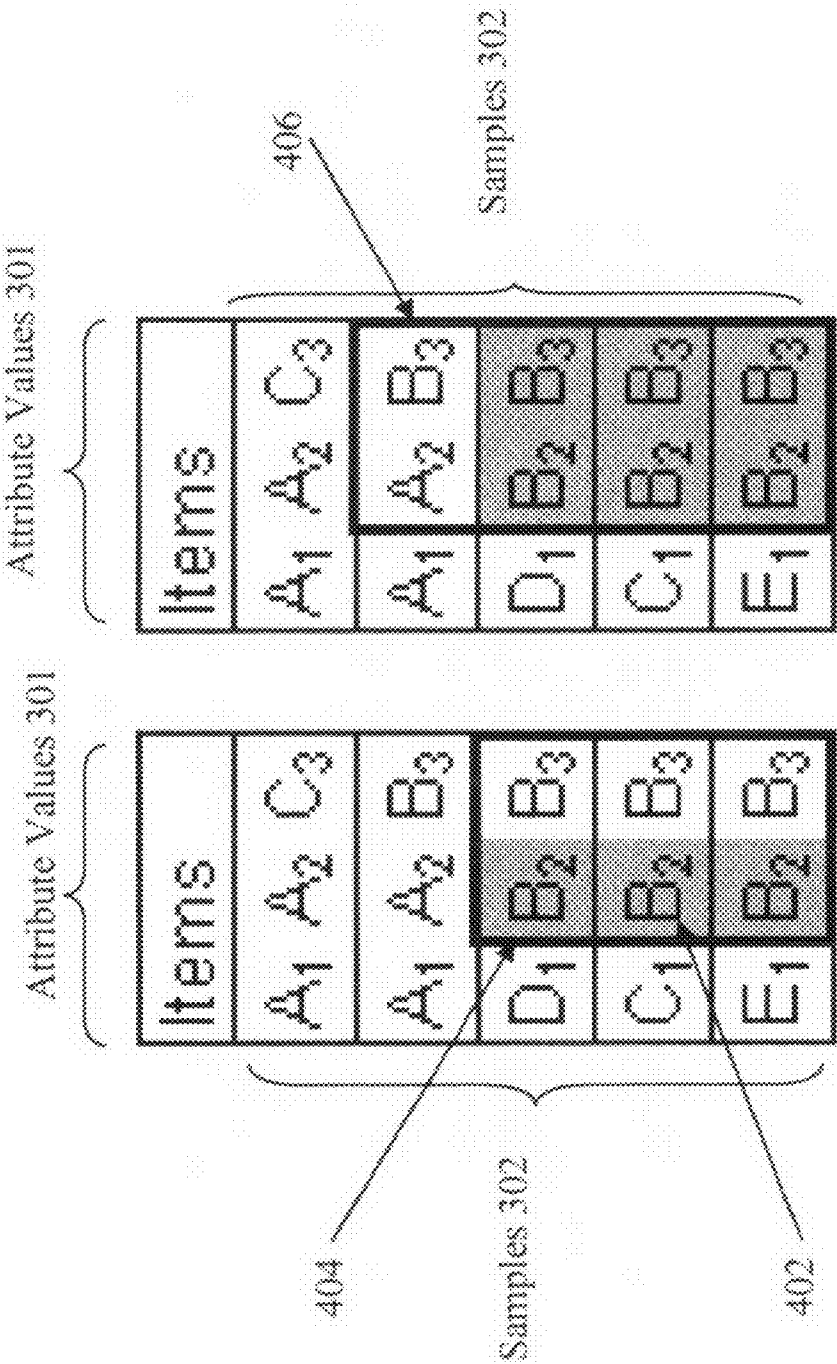 Attribute Values 301
Items
A₁ A₂ C₃
A₁ A₂ B₃
D₁ B₂ B₃
C₁ B₂ B₃
E₁ B₂ B₃
Samples 302
404
402
Attribute Values 301
Items
A₁ A₂ C₃
A₁ A₂ B₃
D₁ B₂ B₃
C₁ B₂ B₃
E₁ B₂ B₃
406
Samples 302